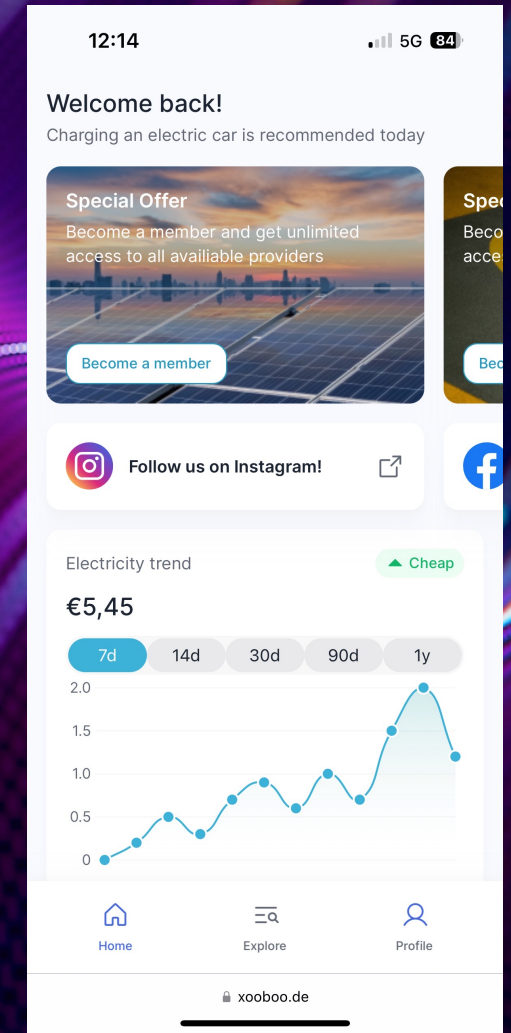 12:14
5G 84
Welcome back!
Charging an electric car is recommended today
Special Offer
Become a member and get unlimited
access to all availiable providers
Become a member
Follow us on Instagram!
Electricity trend
Cheap
€5,45
7d 14d 30d 90d 1y
2.0
1.5
1.0
0.5
0
Home Explore Profile
xooboo.de